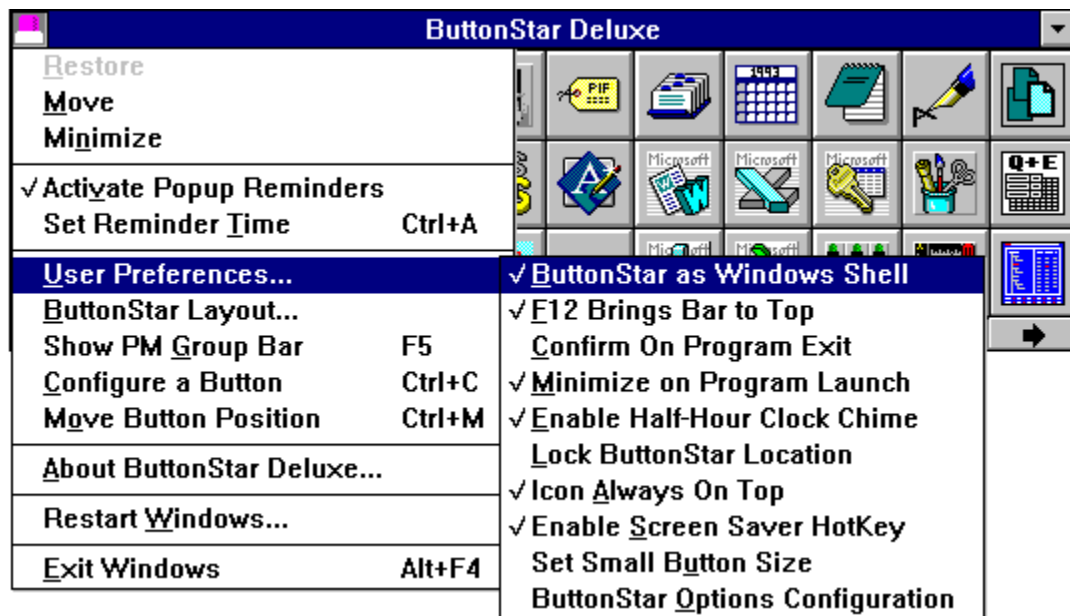 ButtonStar Deluxe
Restore
Move
Minimize
✓Activate Popup Reminders
Set Reminder Time Ctrl+A
User Preferences...
ButtonStar Layout...
Show PM Group Bar F5
Configure a Button Ctrl+C
Move Button Position Ctrl+M
About ButtonStar Deluxe...
Restart Windows...
Exit Windows Alt+F4
PIF
1993
Microsoft
Microsoft
Microsoft
Q+E
W
✓ButtonStar as Windows Shell
✓F12 Brings Bar to Top
Confirm On Program Exit
✓Minimize on Program Launch
✓Enable Half-Hour Clock Chime
Lock ButtonStar Location
✓Icon Always On Top
✓Enable Screen Saver HotKey
Set Small Button Size
ButtonStar Options Configuration